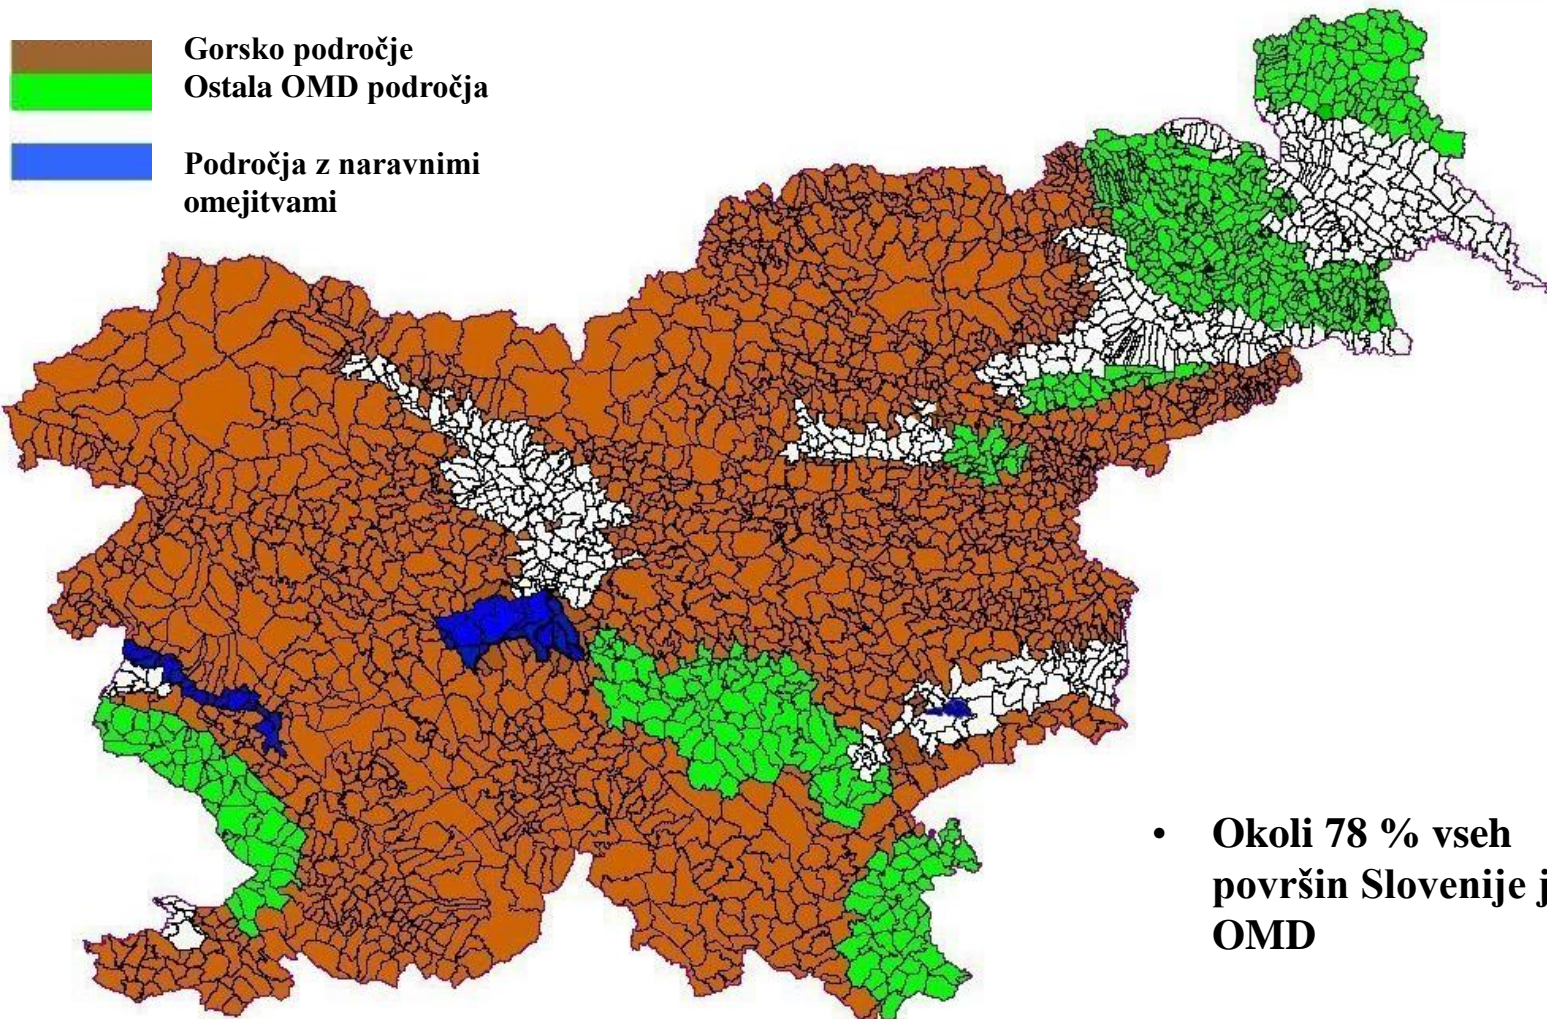 Gorsko področje
Ostala OMD področja
Področja z naravnimi
omejitvami
• Okoli 78 % vseh
površin Slovenije j
OMD